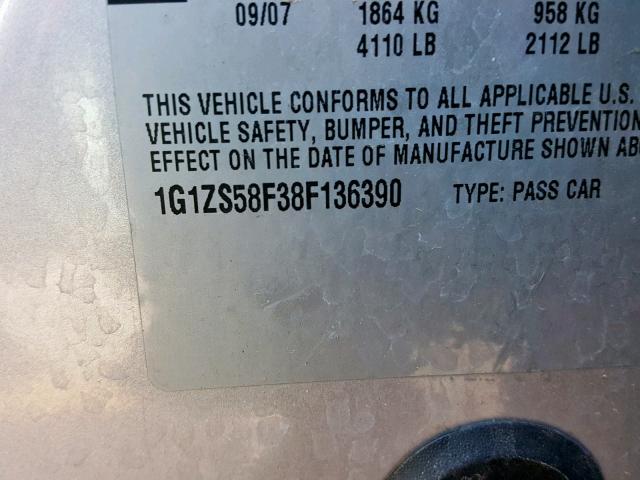 09/07 1864 KG 958 KG
4110 LB 2112 LB
THIS VEHICLE CONFORMS TO ALL APPLICABLE U.S.
VEHICLE SAFETY, BUMPER, AND THEFT PREVENTION
EFFECT ON THE DATE OF MANUFACTURE SHOWN AB
1G1ZS58F38F136390 TYPE: PASS CAR